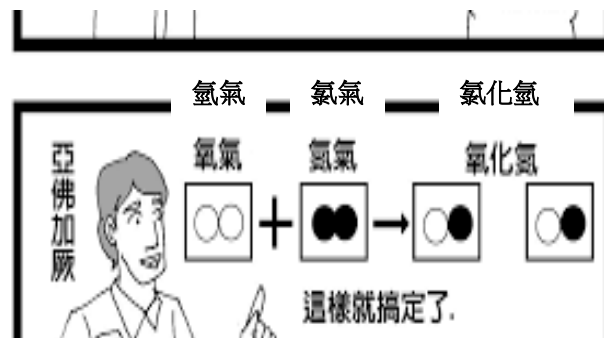 氫氣 氯氣 氯化氫
氧氣 氮氣 氧化氮
亞佛加厥
這樣就搞定了.